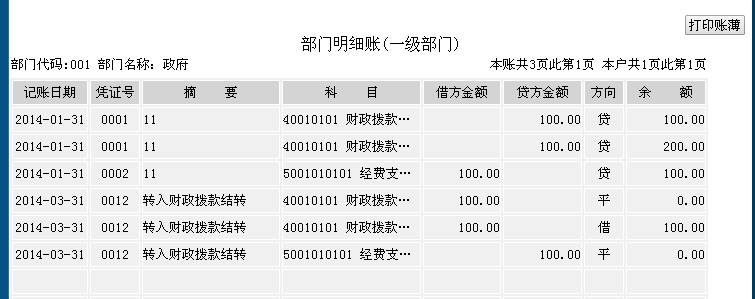 打印账薄
部门明细账(一级部门)
部门代码:001 部门名称: 政府 本账共3页此第1页 本户共1页此第1页
记账日期 凭证号 摘 要 科 目 借方金额 贷方金额 方向 余 额
2014-01-31 0001 11 40010101 财政拨款… 100.00 贷 100.00
2014-01-31 0001 11 40010101 财政拨款… 100.00 贷 200.00
2014-01-31 0002 11 5001010101 经费支… 100.00 贷 100.00
2014-03-31 0012 转入财政拨款结转 40010101 财政拨款… 100.00 平 0.00
2014-03-31 0012 转入财政拨款结转 40010101 财政拨款… 100.00 借 100.00
2014-03-31 0012 转入财政拨款结转 5001010101 经费支… 100.00 平 0.00